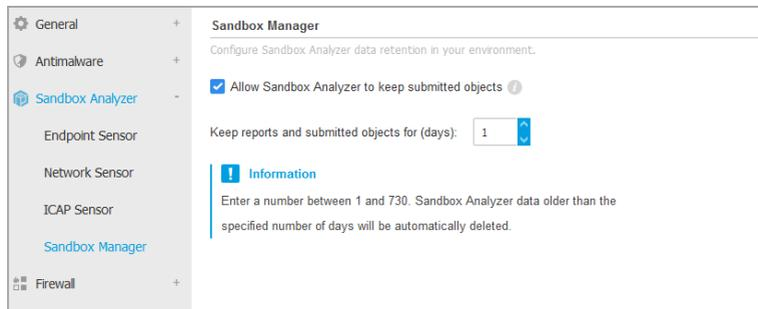 General +
Antimalware +
Sandbox Analyzer -
Endpoint Sensor
Network Sensor
ICAP Sensor
Sandbox Manager
Firewall +
Sandbox Manager
Configure Sandbox Analyzer data retention in your environment.
Allow Sandbox Analyzer to keep submitted objects i
Keep reports and submitted objects for (days): 1
! Information
Enter a number between 1 and 730. Sandbox Analyzer data older than the
specified number of days will be automatically deleted.